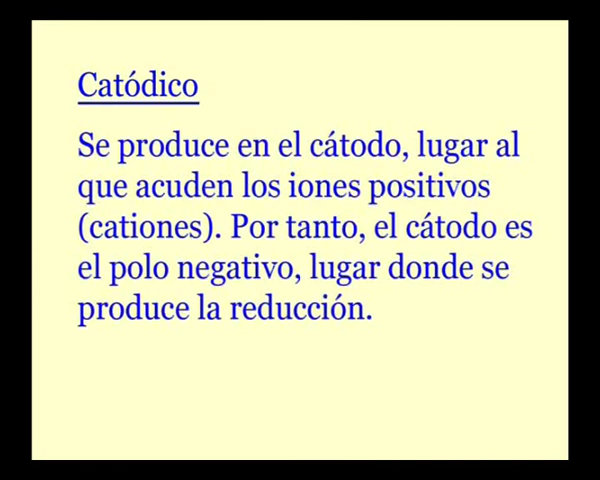 Catódico
Se produce en el cátodo, lugar al
que acuden los iones positivos
(cationes). Por tanto, el cátodo es
el polo negativo, lugar donde se
produce la reducción.